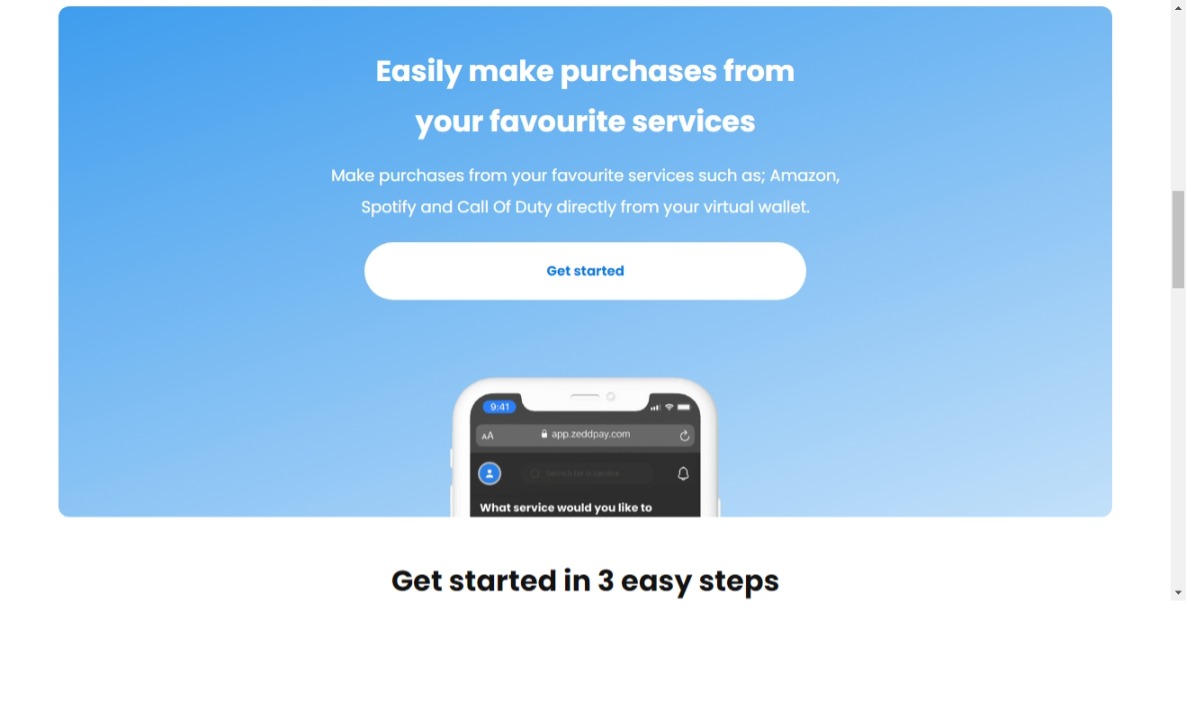 Easily make purchases from
your favourite services
Make purchases from your favourite services such as; Amazon,
Spotify and Call Of Duty directly from your virtual wallet.
Get started
9:41
AA app.zeddpay.com
Search for a service
What service would you like to
Get started in 3 easy steps